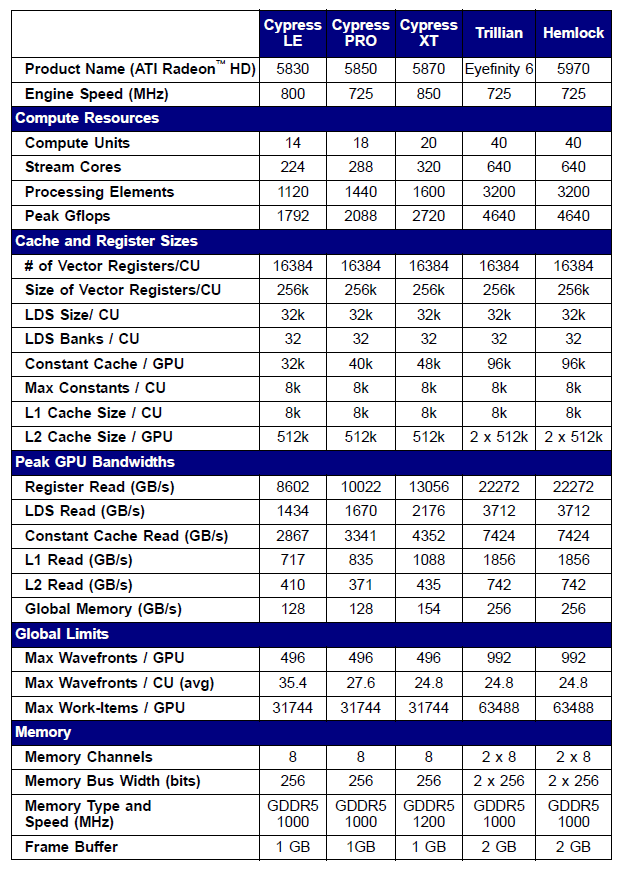 Cypress LE Cypress PRO Cypress XT Trillian Hemlock
Product Name (ATI Radeon™ HD) 5830 5850 5870 Eyefinity 6 5970
Engine Speed (MHz) 800 725 850 725 725
Compute Resources
Compute Units 14 18 20 40 40
Stream Cores 224 288 320 640 640
Processing Elements 1120 1440 1600 3200 3200
Peak Gflops 1792 2088 2720 4640 4640
Cache and Register Sizes
# of Vector Registers/CU 16384 16384 16384 16384 16384
Size of Vector Registers/CU 256k 256k 256k 256k 256k
LDS Size/ CU 32k 32k 32k 32k 32k
LDS Banks / CU 32 32 32 32 32
Constant Cache / GPU 32k 40k 48k 96k 96k
Max Constants / CU 8k 8k 8k 8k 8k
L1 Cache Size / CU 8k 8k 8k 8k 8k
L2 Cache Size / GPU 512k 512k 512k 2 x 512k 2 x 512k
Peak GPU Bandwidths
Register Read (GB/s) 8602 10022 13056 22272 22272
LDS Read (GB/s) 1434 1670 2176 3712 3712
Constant Cache Read (GB/s) 2867 3341 4352 7424 7424
L1 Read (GB/s) 717 835 1088 1856 1856
L2 Read (GB/s) 410 371 435 742 742
Global Memory (GB/s) 128 128 154 256 256
Global Limits
Max Wavefronts / GPU 496 496 496 992 992
Max Wavefronts / CU (avg) 35.4 27.6 24.8 24.8 24.8
Max Work-Items / GPU 31744 31744 31744 63488 63488
Memory
Memory Channels 8 8 8 2 x 8 2 x 8
Memory Bus Width (bits) 256 256 256 2 x 256 2 x 256
Memory Type and GDDR5 GDDR5 GDDR5 GDDR5 GDDR5
Speed (MHz) 1000 1000 1200 1000 1000
Frame Buffer 1 GB 1GB 1 GB 2 GB 2 GB